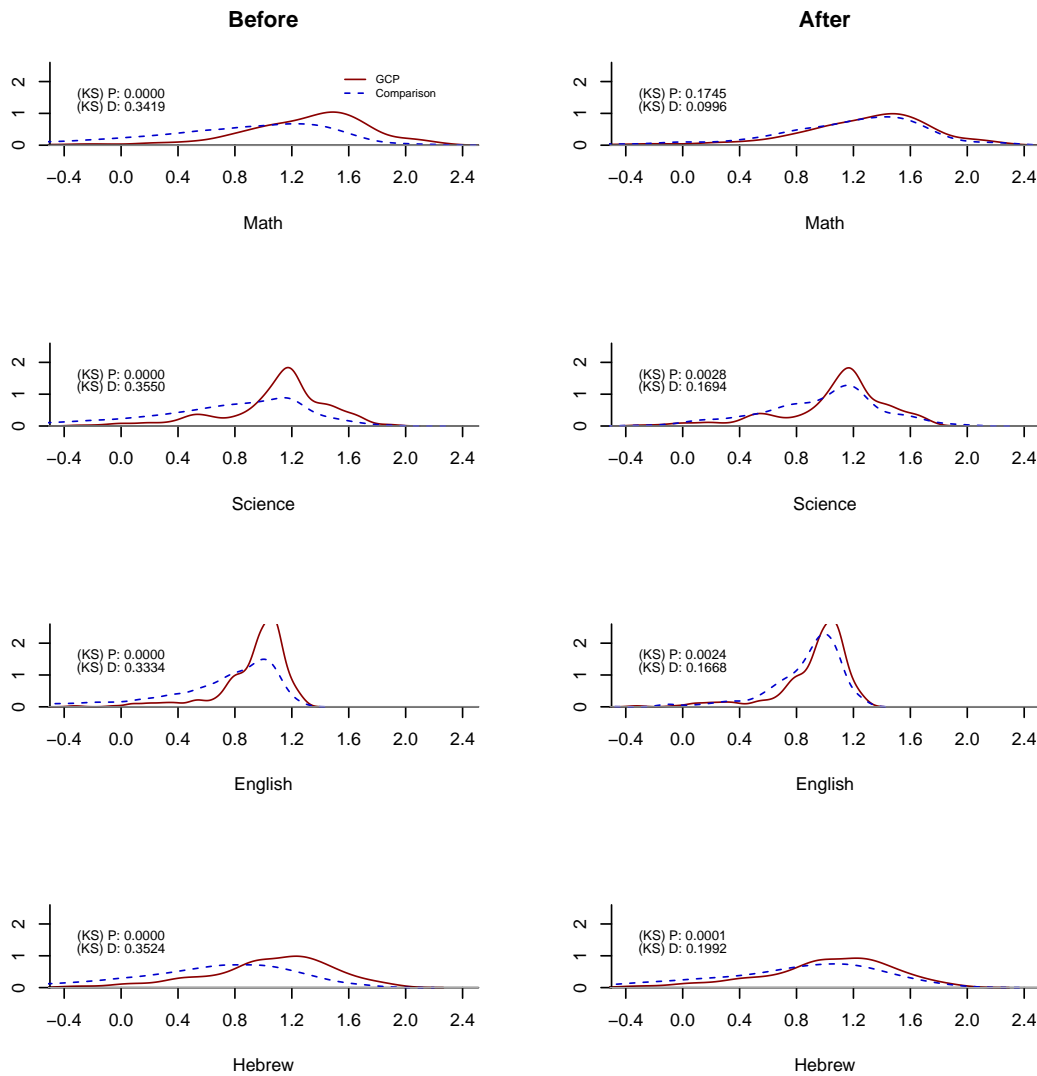 Before
After
2
1
0
(KS) P: 0.0000
(KS) D: 0.3419
GCP
Comparison
−0.4 0.0 0.4 0.8 1.2 1.6 2.0 2.4
Math
2
1
0
(KS) P: 0.1745
(KS) D: 0.0996
−0.4 0.0 0.4 0.8 1.2 1.6 2.0 2.4
Math
2
1
0
(KS) P: 0.0000
(KS) D: 0.3550
−0.4 0.0 0.4 0.8 1.2 1.6 2.0 2.4
Science
2
1
0
(KS) P: 0.0028
(KS) D: 0.1694
−0.4 0.0 0.4 0.8 1.2 1.6 2.0 2.4
Science
2
1
0
(KS) P: 0.0000
(KS) D: 0.3334
−0.4 0.0 0.4 0.8 1.2 1.6 2.0 2.4
English
2
1
0
(KS) P: 0.0024
(KS) D: 0.1668
−0.4 0.0 0.4 0.8 1.2 1.6 2.0 2.4
English
2
1
0
(KS) P: 0.0000
(KS) D: 0.3524
−0.4 0.0 0.4 0.8 1.2 1.6 2.0 2.4
Hebrew
2
1
0
(KS) P: 0.0001
(KS) D: 0.1992
−0.4 0.0 0.4 0.8 1.2 1.6 2.0 2.4
Hebrew